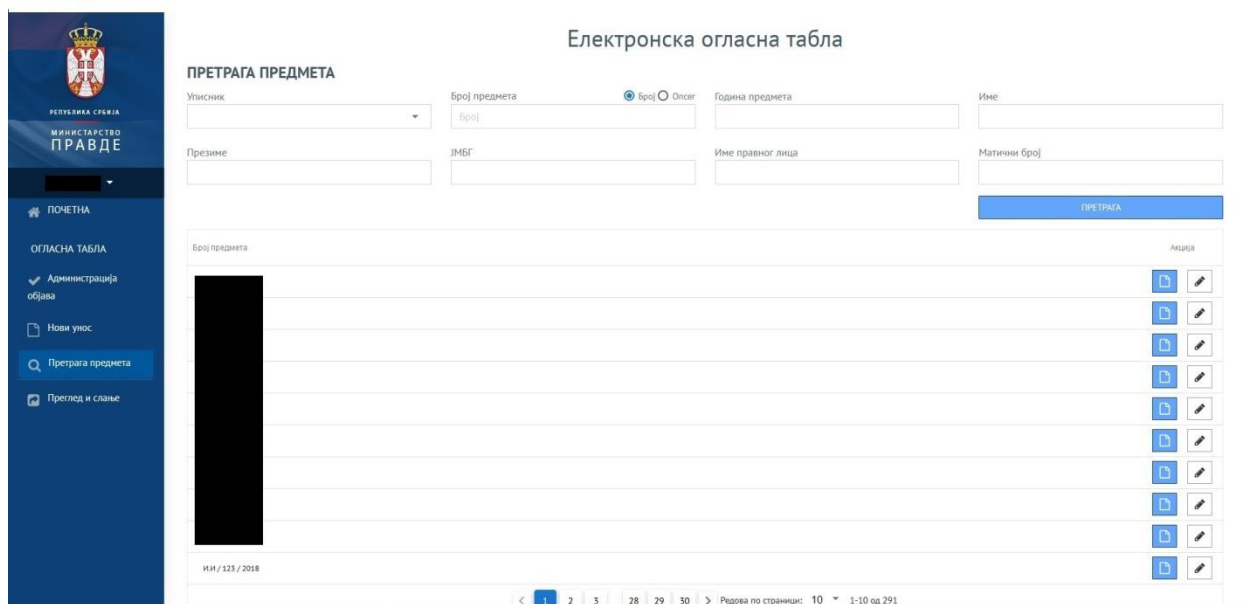 Електронска огласна табла
РЕПУБЛИКА СРБИЈА
МИНИСТАРСТВО
ПРАВДЕ
ПОЧЕТНА
ОГЛАСНА ТАБЛА
Администрација
објава
Нови унос
Претрага предмета
Преглед и слање
ПРЕТРАГА ПРЕДМЕТА
Уписник
Број предмета Број Опсег
Година предмета
Име
Број
Презиме
ЈМБГ
Име правног лица
Матични број
ПРЕТРАГА
Број предмета Акција
И.И / 123 / 2018
< 1 2 3 28 29 30 > Редова по страници: 10 1-10 од 291